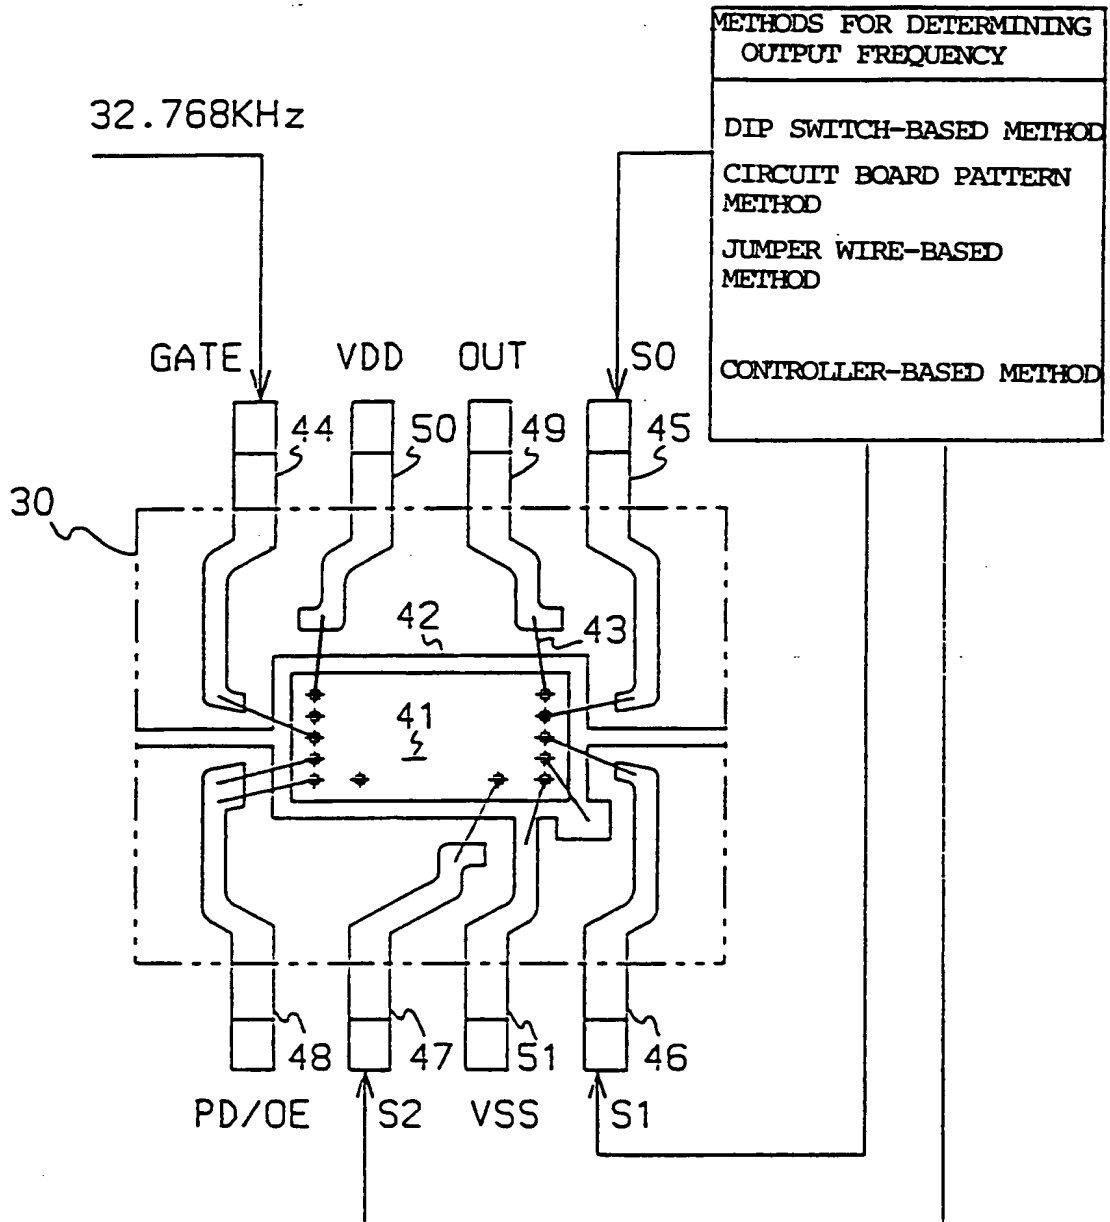 METHODS FOR DETERMINING
OUTPUT FREQUENCY
32.768KHz
DIP SWITCH-BASED METHOD
CIRCUIT BOARD PATTERN
METHOD
JUMPER WIRE-BASED
METHOD
CONTROLLER-BASED METHOD
GATE VDD OUT S0
44 50 49 45
30
42 43
41
48 47 51 46
PD/OE S2 VSS S1